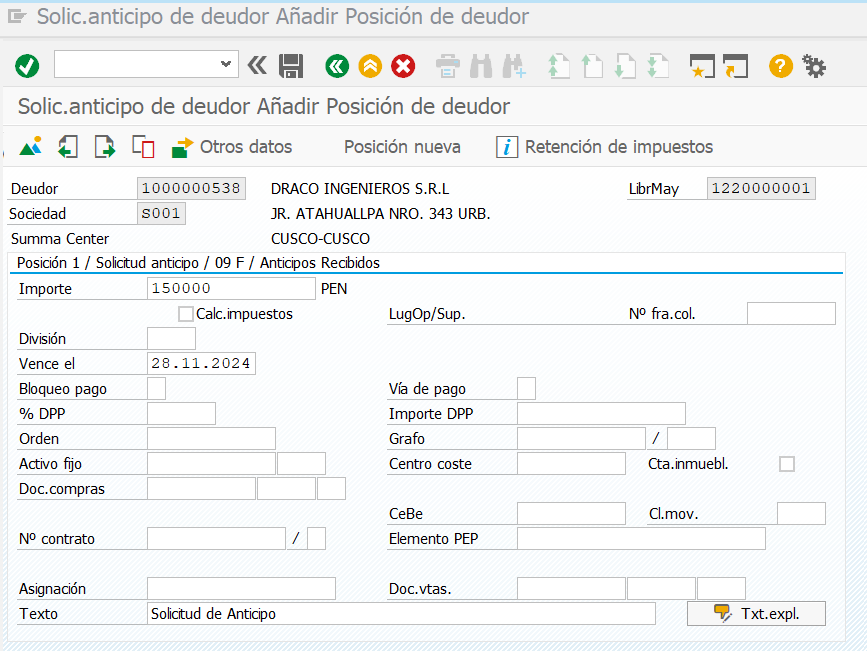 Solic.anticipo de deudor Añadir Posición de deudor
Solic.anticipo de deudor Añadir Posición de deudor
Otros datos Posición nueva Retención de impuestos
Deudor 1000000538 DRACO INGENIEROS S.R.L LibrMay 1220000001
Sociedad S001 JR. ATAHUALLPA NRO. 343 URB.
Summa Center CUSCO-CUSCO
Posición 1 / Solicitud anticipo / 09 F / Anticipos Recibidos
Importe 150000 PEN
Calc.impuestos LugOp/Sup. Nº fra.col.
División
Vence el 28.11.2024
Bloqueo pago Vía de pago
% DPP Importe DPP
Orden Grafo /
Activo fijo Centro coste Cta.inmuebl.
Doc.compras
CeBe Cl.mov.
Nº contrato / Elemento PEP
Asignación Doc.vtas.
Texto Solicitud de Anticipo Txt.expl.